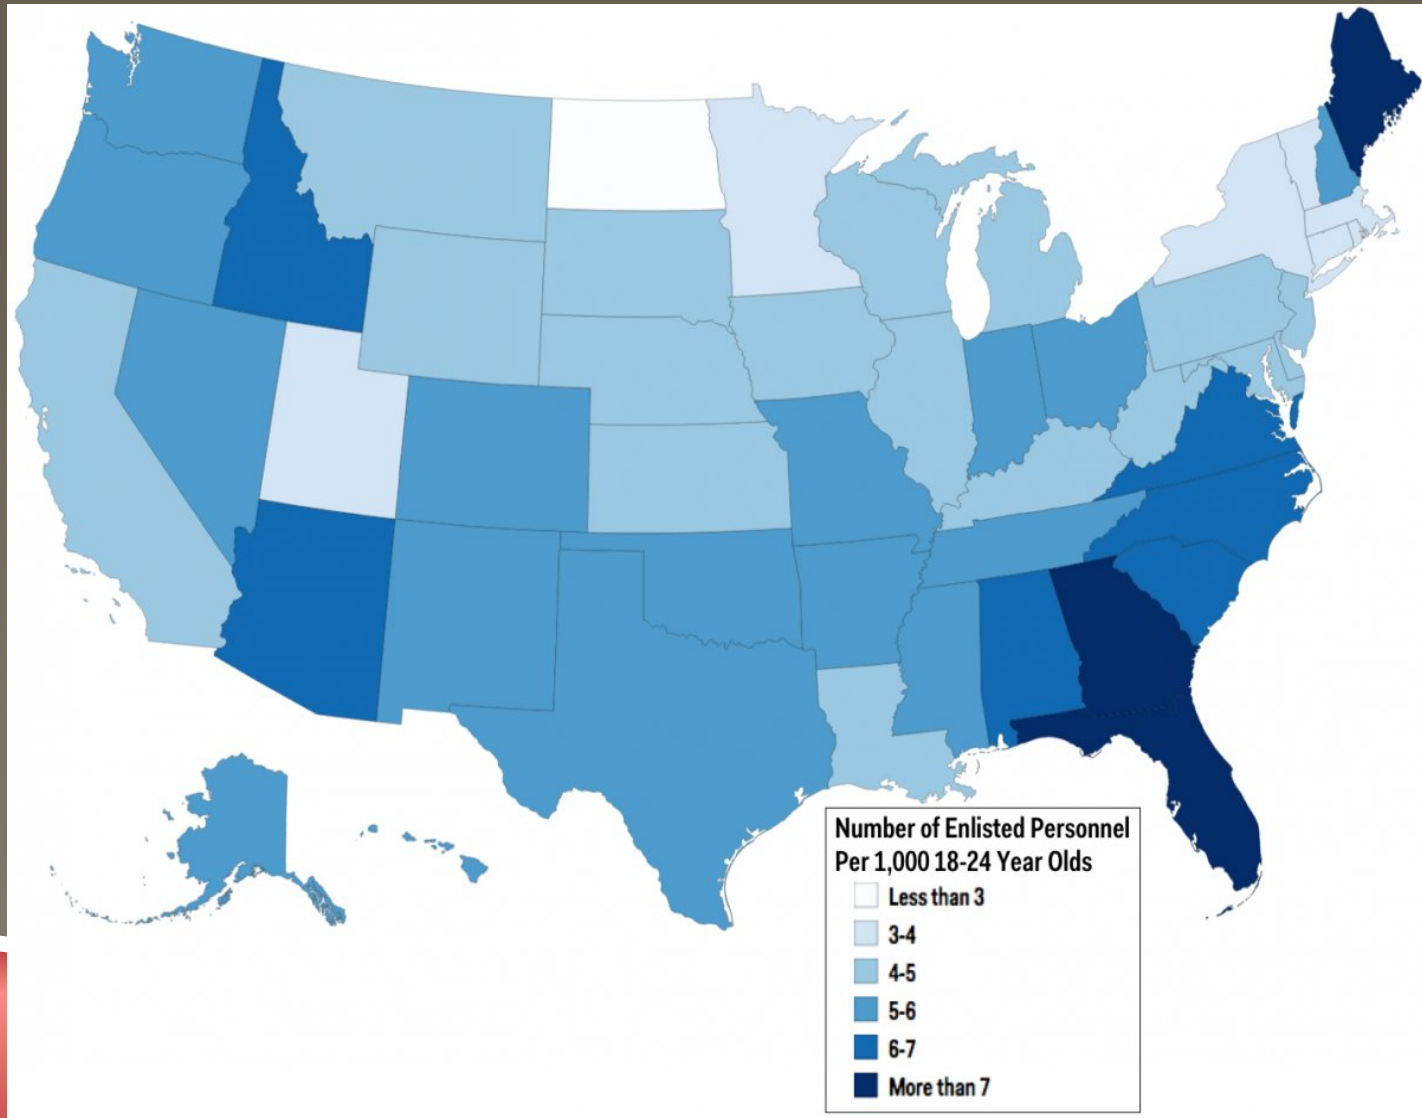 Number of Enlisted Personnel
Per 1,000 18-24 Year Olds
Less than 3
3-4
4-5
5-6
6-7
More than 7